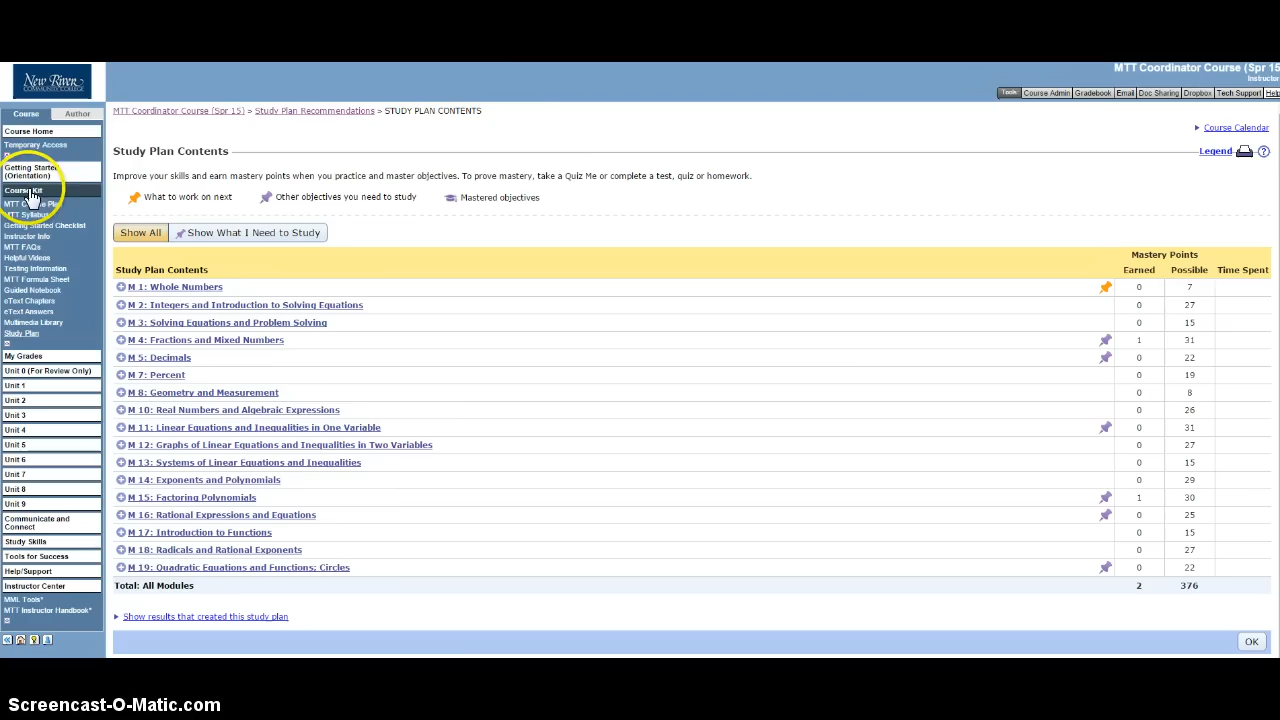 New River
COMMUNITY COLLEGE
MTT Coordinator Course (Spr 15
Instructor
Tools Course Admin Gradebook Email Doc Sharing Dropbox Tech Support Help
Course Author
Course Home
Temporary Access
Getting Started
(Orientation)
Course Kit
MTT Course Plan
MTT Syllabus
Getting Started Checklist
Instructor Info
MTT FAQs
Helpful Videos
Testing Information
MTT Formula Sheet
Guided Notebook
eText Chapters
eText Answers
Multimedia Library
Study Plan
My Grades
Unit 0 (For Review Only)
Unit 1
Unit 2
Unit 3
Unit 4
Unit 5
Unit 6
Unit 7
Unit 8
Unit 9
Communicate and
Connect
Study Skills
Tools for Success
Help/Support
Instructor Center
MML Tools*
MTT Instructor Handbook*
MTT Coordinator Course (Spr 15) > Study Plan Recommendations > STUDY PLAN CONTENTS
Course Calendar
Study Plan Contents
Legend
Improve your skills and earn mastery points when you practice and master objectives. To prove mastery, take a Quiz Me or complete a test, quiz or homework.
What to work on next Other objectives you need to study Mastered objectives
Show All Show What I Need to Study
Mastery Points
Study Plan Contents Earned Possible Time Spent
M 1: Whole Numbers 0 7
M 2: Integers and Introduction to Solving Equations 0 27
M 3: Solving Equations and Problem Solving 0 15
M 4: Fractions and Mixed Numbers 1 31
M 5: Decimals 0 22
M 7: Percent 0 19
M 8: Geometry and Measurement 0 8
M 10: Real Numbers and Algebraic Expressions 0 26
M 11: Linear Equations and Inequalities in One Variable 0 31
M 12: Graphs of Linear Equations and Inequalities in Two Variables 0 27
M 13: Systems of Linear Equations and Inequalities 0 15
M 14: Exponents and Polynomials 0 29
M 15: Factoring Polynomials 1 30
M 16: Rational Expressions and Equations 0 25
M 17: Introduction to Functions 0 15
M 18: Radicals and Rational Exponents 0 27
M 19: Quadratic Equations and Functions; Circles 0 22
Total: All Modules 2 376
Show results that created this study plan
OK
Screencast-O-Matic.com